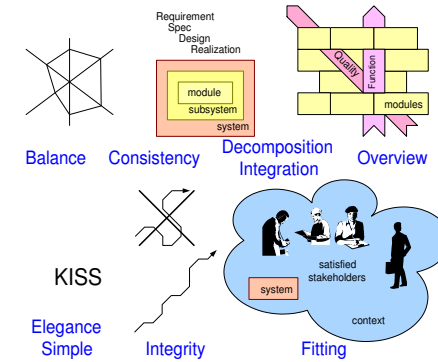 Requirement
Spec
Design
Realization
module
subsystem
system
Quality
Function
modules
Balance
Consistency
Decomposition
Integration
Overview
KISS
satisfied
stakeholders
system
context
Elegance
Simple
Integrity
Fitting